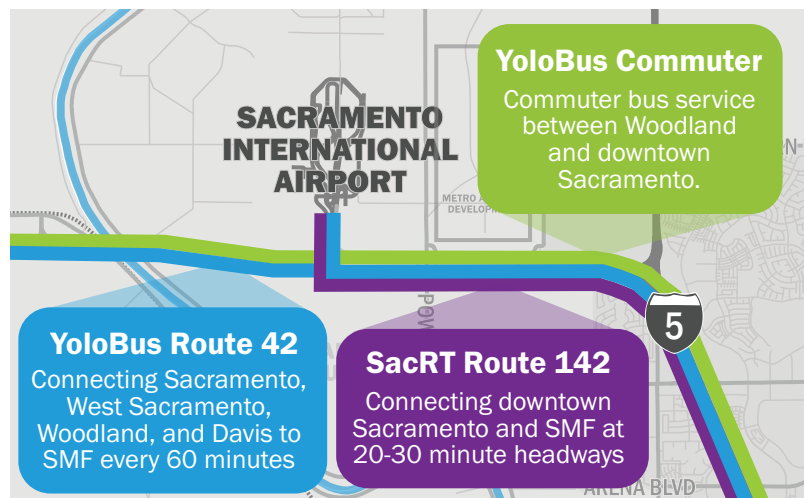 YoloBus Commuter
Commuter bus service
between Woodland
and downtown
Sacramento.
SACRAMENTO
INTERNATIONAL
AIRPORT
METRO
DEVELOP
5
YoloBus Route 42
Connecting Sacramento,
West Sacramento,
Woodland, and Davis to
SMF every 60 minutes
SacRT Route 142
Connecting downtown
Sacramento and SMF at
20-30 minute headways
ARENA BLVD